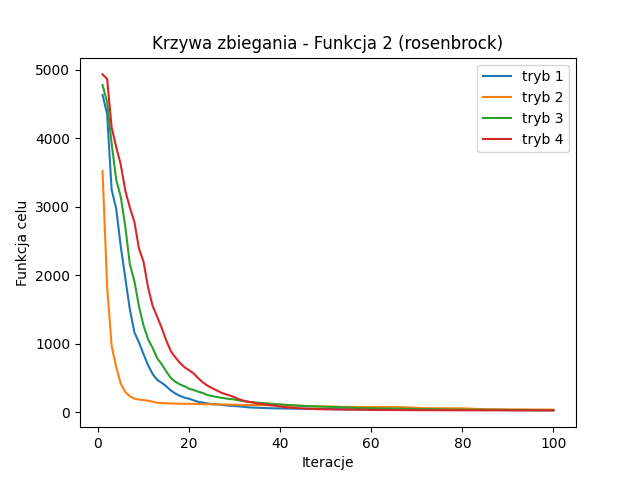 Krzywa zbiegania - Funkcja 2 (rosenbrock)
tryb 1
tryb 2
tryb 3
tryb 4
Funkcja celu
5000
4000
3000
2000
1000
0
0 20 40 60 80 100
Iteracje